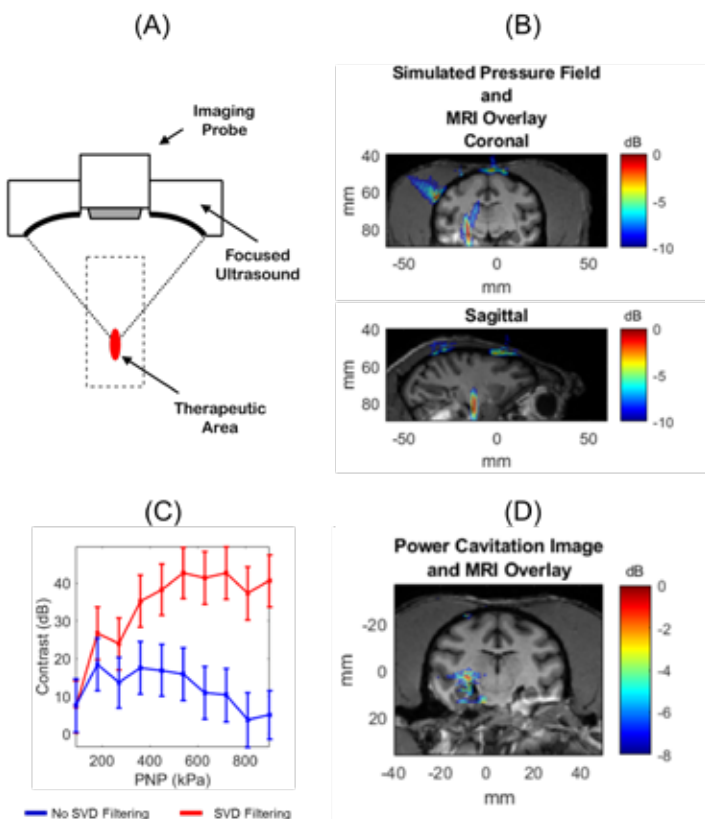 (A)
Imaging
Probe
Focused
Ultrasound
Therapeutic
Area
(B)
Simulated Pressure Field
and
MRI Overlay
Coronal
dB
40
60
80
mm
-50
0
50
mm
0
-5
-10
Sagittal
dB
40
60
80
mm
-50
0
50
mm
0
-5
-10
(C)
Contrast (dB)
40
30
20
10
0
200
400
600
800
PNP (kPa)
No SVD Filtering
SVD Filtering
(D)
Power Cavitation Image
and MRI Overlay
dB
-20
0
20
mm
-40
-20
0
20
40
mm
0
-2
-4
-6
-8